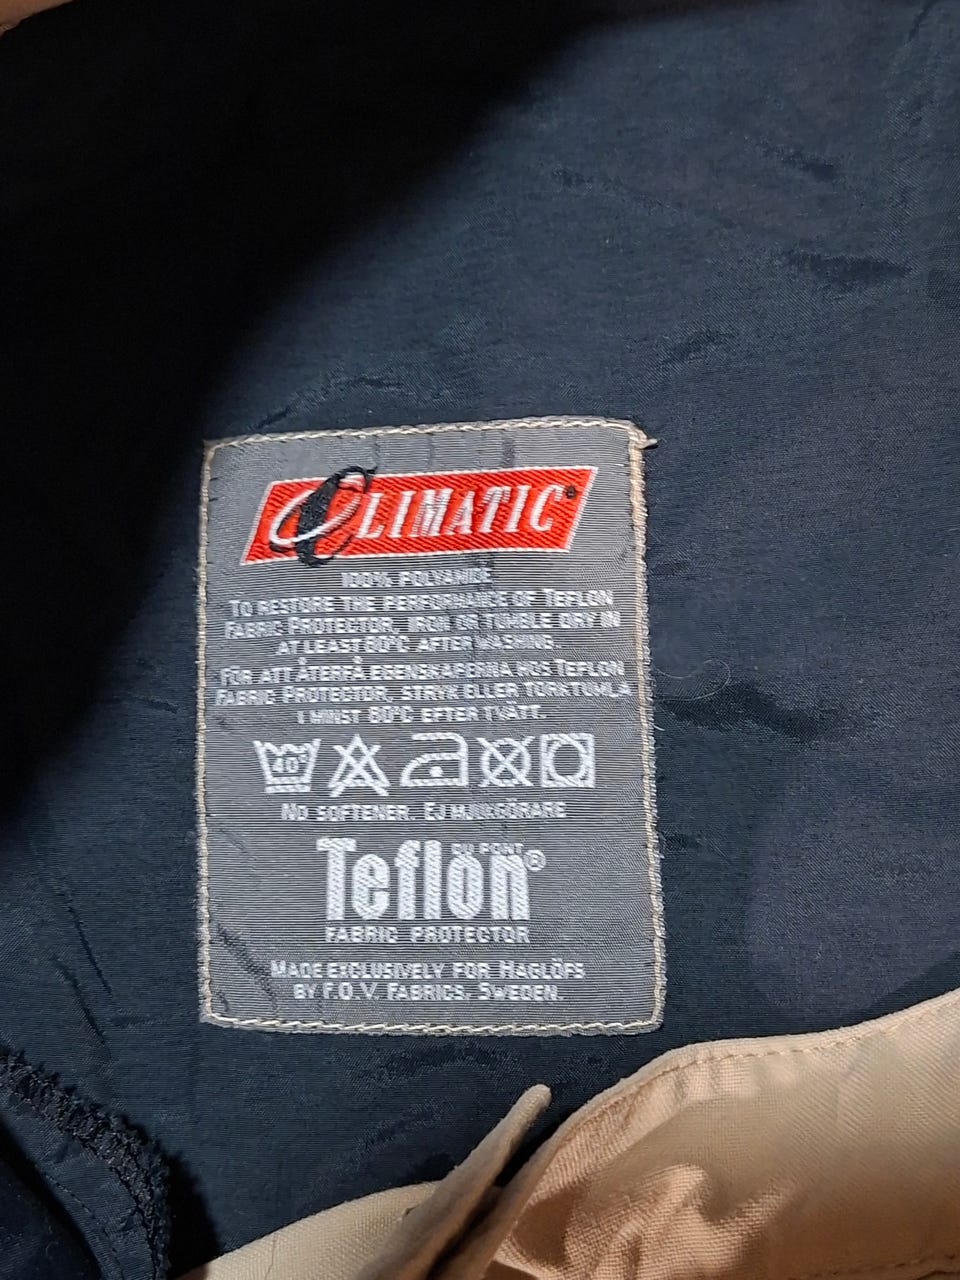 CLIMATIC®
100% POLYAMIDE
TO RESTORE THE PERFORMANCE OF TEFLON
FABRIC PROTECTOR, IRON OR TUMBLE DRY IN
AT LEAST 80°C AFTER WASHING.
FÖR ATT ÅTERFÅ EGENSKAPERNA HOS TEFLON
FABRIC PROTECTOR, STRYK ELLER TORKTUMLA
I MINST 80°C EFTER TVÄTT.
40°
NO SOFTENER. EJ MJUKGÖRARE
DU PONT
Teflon®
FABRIC PROTECTOR
MADE EXCLUSIVELY FOR HAGLÖFS
BY F.O.V. FABRICS, SWEDEN.